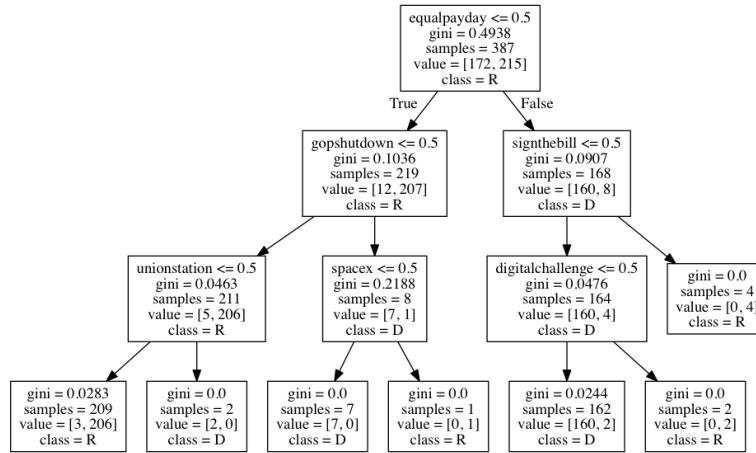 equalpayday <= 0.5
gini = 0.4938
samples = 387
value = [172, 215]
class = R
True
False
gopshutdown <= 0.5
gini = 0.1036
samples = 219
value = [12, 207]
class = R
signthebill <= 0.5
gini = 0.0907
samples = 168
value = [160, 8]
class = D
unionstation <= 0.5
gini = 0.0463
samples = 211
value = [5, 206]
class = R
spacex <= 0.5
gini = 0.2188
samples = 8
value = [7, 1]
class = D
digitalchallenge <= 0.5
gini = 0.0476
samples = 164
value = [160, 4]
class = D
gini = 0.0
samples = 4
value = [0, 4]
class = R
gini = 0.0283
samples = 209
value = [3, 206]
class = R
gini = 0.0
samples = 2
value = [2, 0]
class = D
gini = 0.0
samples = 7
value = [7, 0]
class = D
gini = 0.0
samples = 1
value = [0, 1]
class = R
gini = 0.0244
samples = 162
value = [160, 2]
class = D
gini = 0.0
samples = 2
value = [0, 2]
class = R